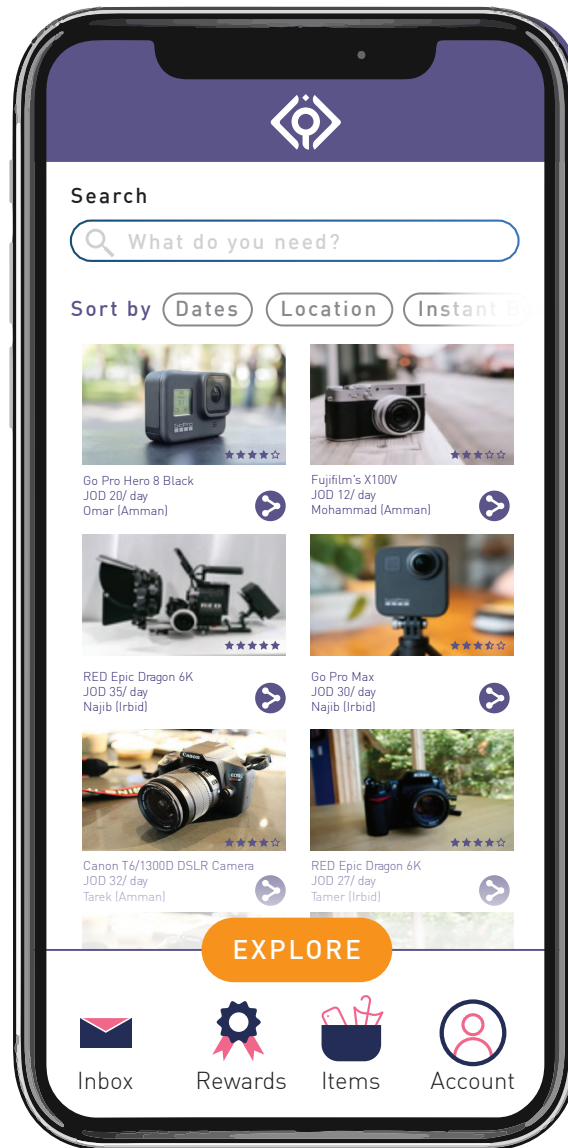 Search
What do you need?
Sort by Dates Location Instant
Go Pro Hero 8 Black
JOD 20/ day
Omar (Amman)
Fujifilm's X100V
JOD 12/ day
Mohammad (Amman)
RED Epic Dragon 6K
JOD 35/ day
Najib (Irbid)
Go Pro Max
JOD 30/ day
Najib (Irbid)
Canon T6/1300D DSLR Camera
JOD 32/ day
Tarek (Amman)
RED Epic Dragon 6K
JOD 27/ day
Tamer (Irbid)
EXPLORE
Inbox Rewards Items Account